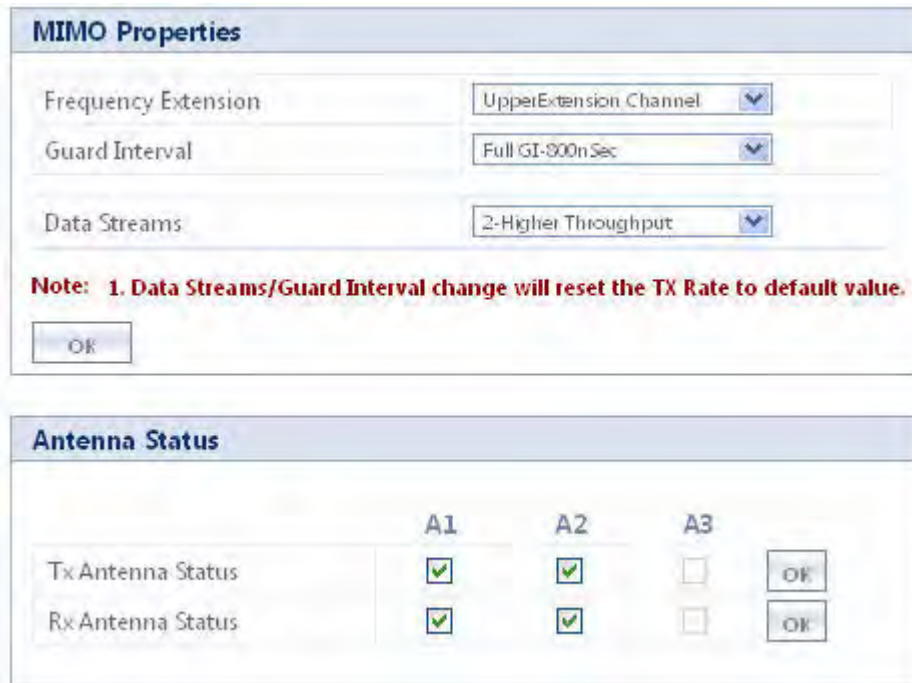 MIMO Properties
Frequency Extension UpperExtension Channel
Guard Interval Full GI-800nSec
Data Streams 2-Higher Throughput
Note: 1. Data Streams/Guard Interval change will reset the TX Rate to default value.
OK
Antenna Status
A1 A2 A3
Tx Antenna Status OK
Rx Antenna Status OK